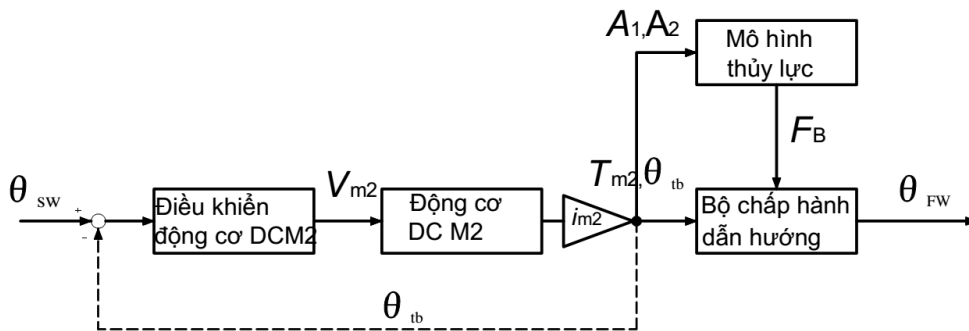 A1,A2
Mô hình
thủy lực
FB
θ sw
+
-
Điều khiển
động cơ DCM2
Vm2
Động cơ
DC M2
im2
Tm2,θ tb
Bộ chấp hành
dẫn hướng
θ FW
θ tb